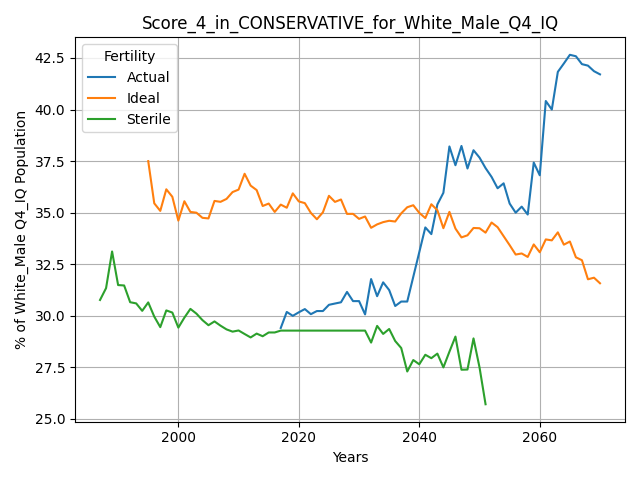 Score_4_in_CONSERVATIVE_for_White_Male_Q4_IQ
Fertility
Actual
Ideal
Sterile
% of White_Male Q4_IQ Population
42.5
40.0
37.5
35.0
32.5
30.0
27.5
25.0
2000
2020
2040
2060
Years